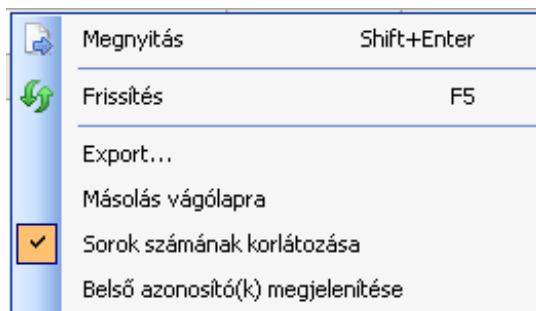 Megnyitás Shift+Enter
Frissítés F5
Export...
Másolás vágólapra
Sorok számának korlátozása
Belső azonosító(k) megjelenítése